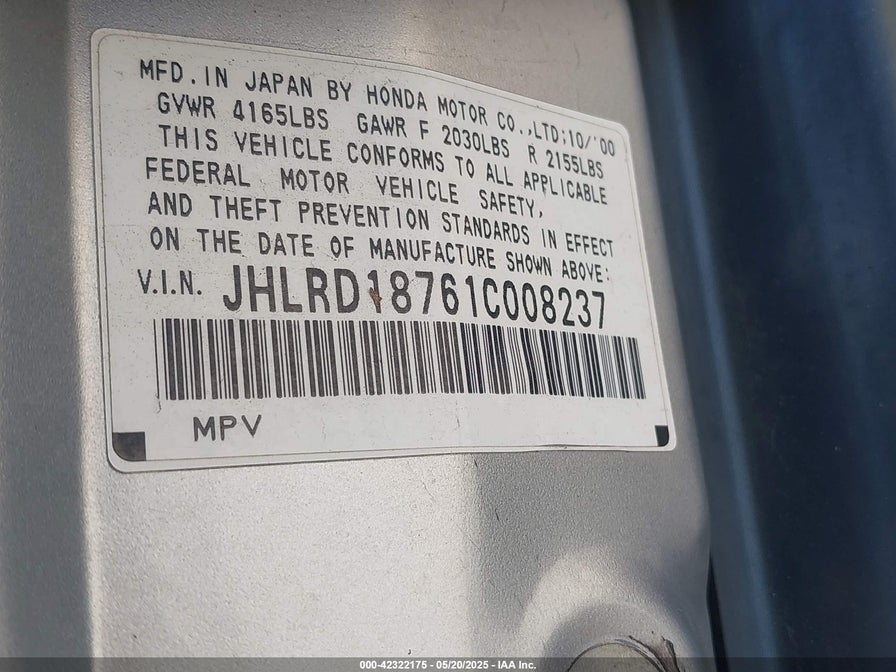 MFD.IN JAPAN BY HONDA MOTOR CO.,LTD;10/'00
GVWR 4165LBS GAWR F 2030LBS R 2155LBS
THIS VEHICLE CONFORMS TO ALL APPLICABLE
FEDERAL MOTOR VEHICLE SAFETY,
AND THEFT PREVENTION STANDARDS IN EFFECT
ON THE DATE OF MANUFACTURE SHOWN ABOVE:
V.I.N. JHLRD18761C008237
MPV
000-42322175 - 05/20/2025 - IAA Inc.